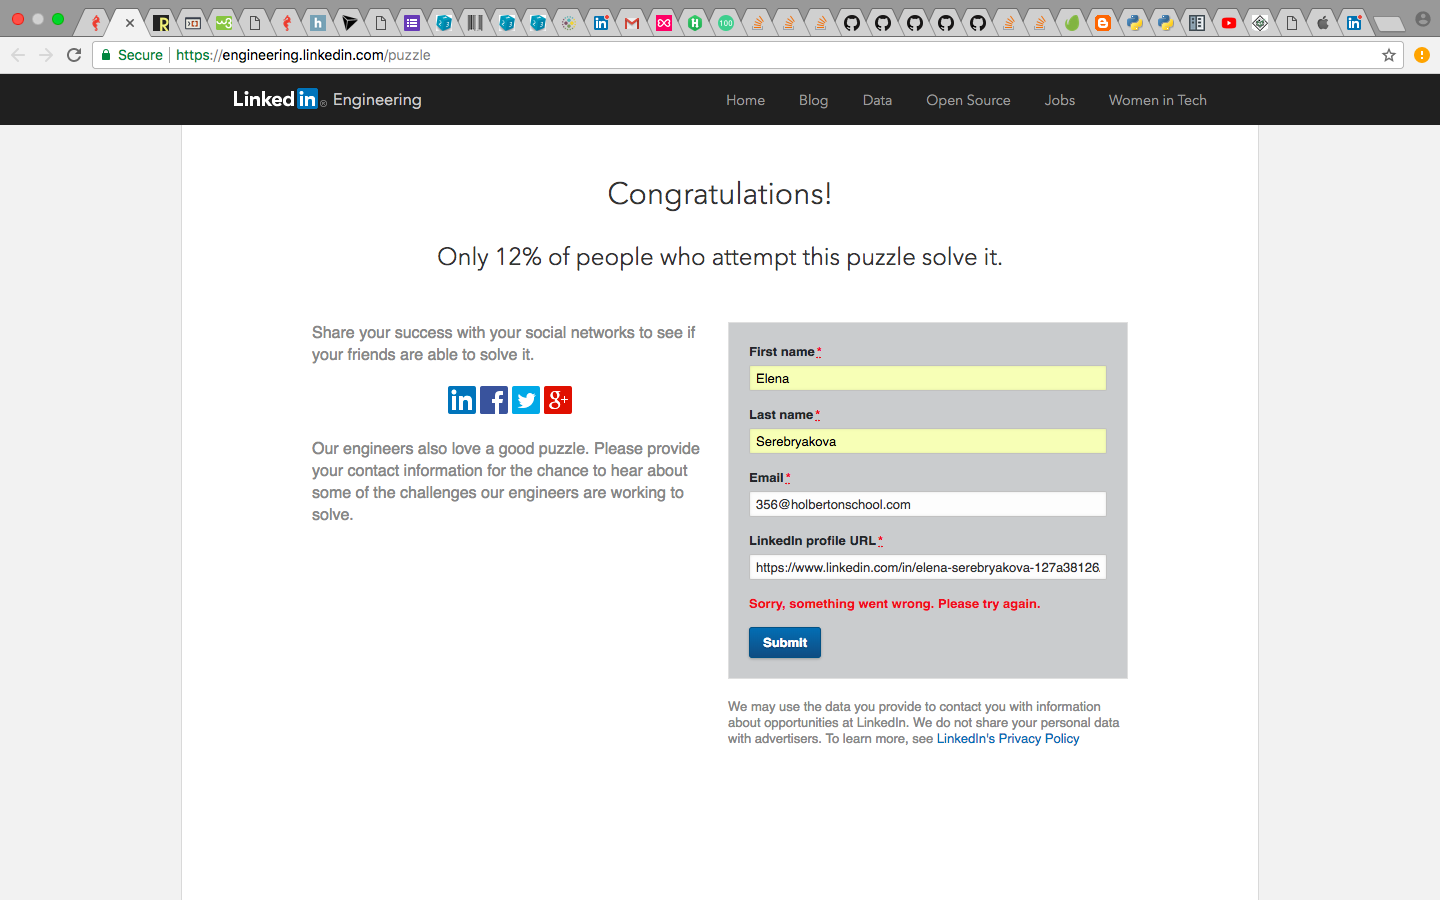 Secure https://engineering.linkedin.com/puzzle
Linked in ® Engineering
Home Blog Data Open Source Jobs Women in Tech
Congratulations!
Only 12% of people who attempt this puzzle solve it.
Share your success with your social networks to see if
your friends are able to solve it.
in f g+
Our engineers also love a good puzzle. Please provide
your contact information for the chance to hear about
some of the challenges our engineers are working to
solve.
First name*
Elena
Last name*
Serebryakova
Email*
356@holbertonschool.com
LinkedIn profile URL*
https://www.linkedin.com/in/elena-serebryakova-127a38126
Sorry, something went wrong. Please try again.
Submit
We may use the data you provide to contact you with information
about opportunities at LinkedIn. We do not share your personal data
with advertisers. To learn more, see LinkedIn's Privacy Policy